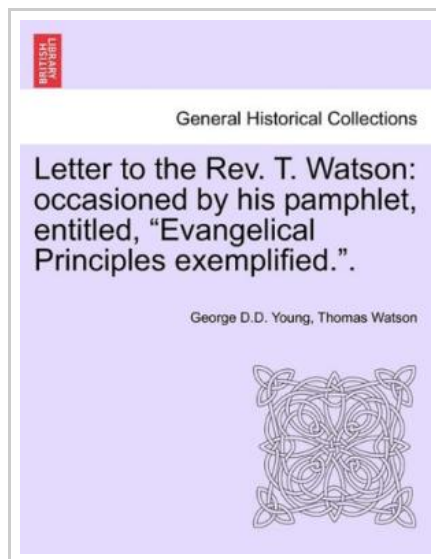 BRITISH
LIBRARY
General Historical Collections
Letter to the Rev. T. Watson:
occasioned by his pamphlet,
entitled, “Evangelical
Principles exemplified.”.
George D.D. Young, Thomas Watson